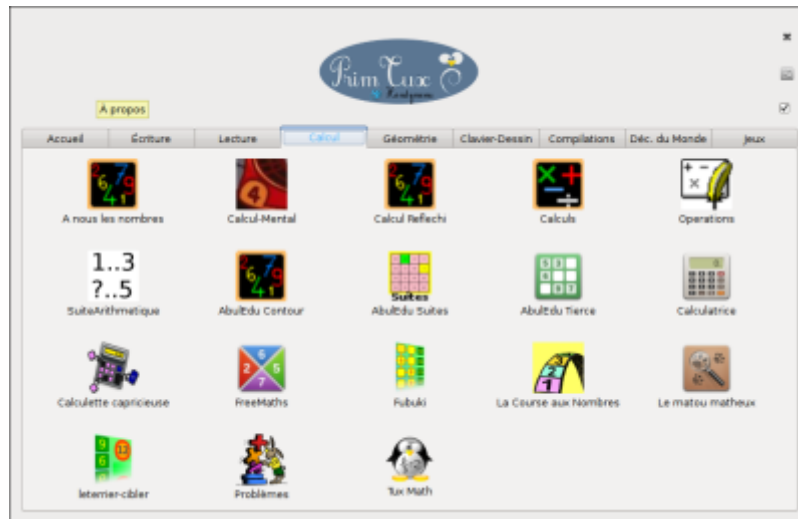 PrimTux
À propos
Accueil Écriture Lecture Calcul Géométrie Clavier-Dessin Compilations Déc. du Monde Jeux
A nous les nombres Calcul-Mental Calcul Reflechi Calculs Operations
1..3
?..5
Suites
SuiteArithmetique AbulEdu Contour AbulEdu Suites AbulEdu Tierce Calculatrice
Calculette capricieuse FreeMaths Fubuki La Course aux Nombres Le matou matheux
leterrier-cibler Problèmes Tux Math